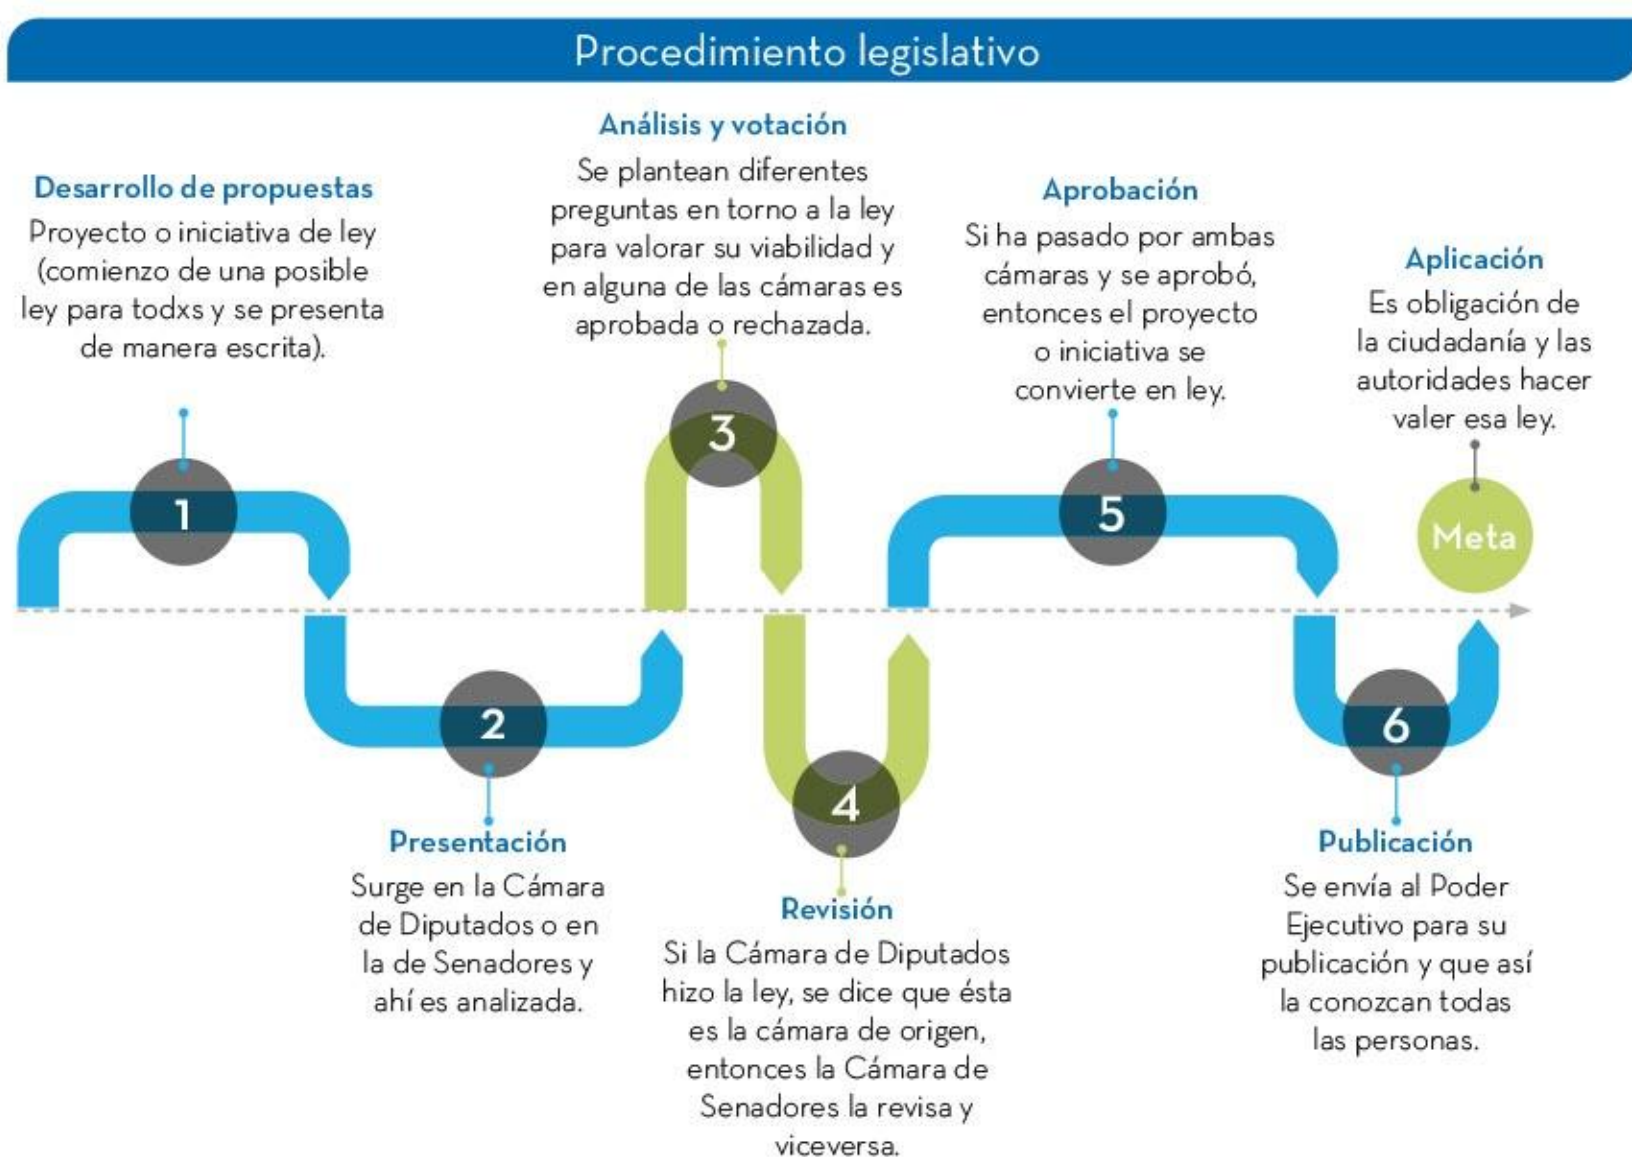 Procedimiento legislativo
Desarrollo de propuestas
Proyecto o iniciativa de ley
(comienzo de una posible
ley para todxs y se presenta
de manera escrita).
1
2
Presentación
Surge en la Cámara
de Diputados o en
la de Senadores y
ahí es analizada.
Análisis y votación
Se plantean diferentes
preguntas en torno a la ley
para valorar su viabilidad y
en alguna de las cámaras es
aprobada o rechazada.
3
4
Revisión
Si la Cámara de Diputados
hizo la ley, se dice que ésta
es la cámara de origen,
entonces la Cámara de
Senadores la revisa y
viceversa.
Aprobación
Si ha pasado por ambas
cámaras y se aprobó,
entonces el proyecto
o iniciativa se
convierte en ley.
5
6
Publicación
Se envía al Poder
Ejecutivo para su
publicación y que así
la conozcan todas
las personas.
Aplicación
Es obligación de
la ciudadanía y las
autoridades hacer
valer esa ley.
Meta